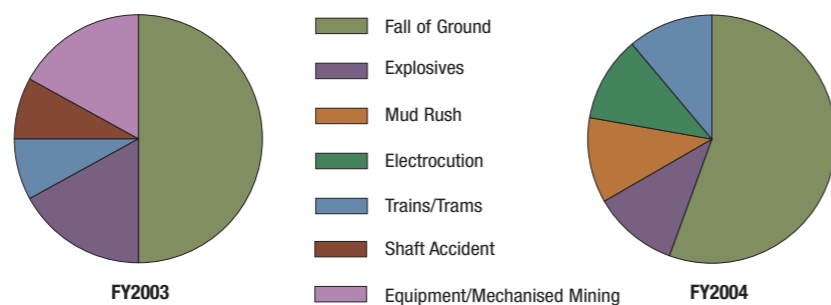 Fall of Ground
Explosives
Mud Rush
Electrocution
Trains/Trams
Shaft Accident
Equipment/Mechanised Mining
FY2003
FY2004